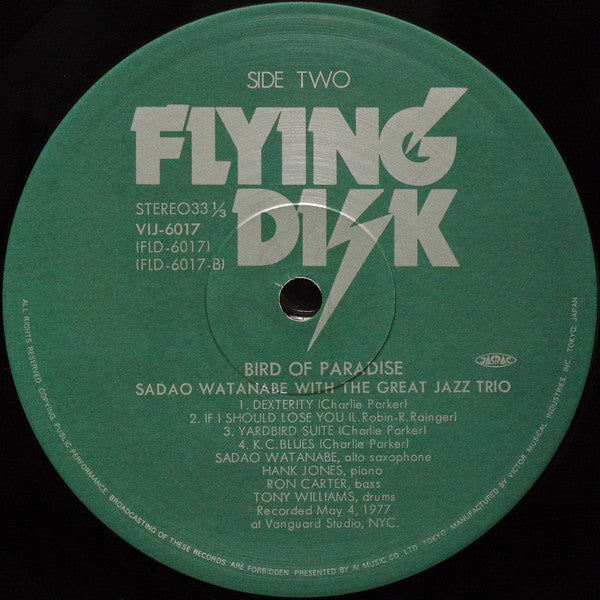 SIDE TWO
FLYING
DISK
STEREO33 1/3
VIJ-6017
(FLD-6017)
(FLD-6017-B)
BIRD OF PARADISE
JASRAC
SADAO WATANABE WITH THE GREAT JAZZ TRIO
1. DEXTERITY (Charlie Parker)
2. IF I SHOULD LOSE YOU (L.Robin-R.Rainger)
3. YARDBIRD SUITE (Charlie Parker)
4. K.C.BLUES (Charlie Parker)
SADAO WATANABE, alto saxophone
HANK JONES, piano
RON CARTER, bass
TONY WILLIAMS, drums
Recorded May 4, 1977
at Vanguard Studio, NYC.
ALL RIGHTS RESERVED COPYING PUBLIC PERFORMANCE BROADCASTING OF THESE RECORDS ARE FORBIDDEN. PRESENTED BY AI MUSIC CO. LTD. TOKYO. MANUFACTURED BY VICTOR MUSICAL INDUSTRIES INC. TOKYO, JAPAN